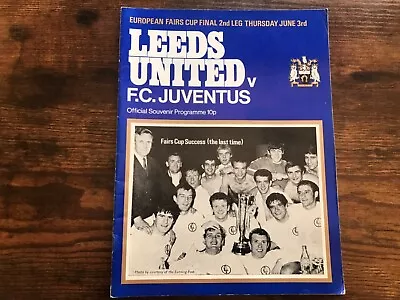 EUROPEAN FAIRS CUP FINAL 2nd LEG THURSDAY JUNE 3rd
LEEDS
UNITED v
F.C. JUVENTUS
Official Souvenir Programme 10p
Fairs Cup Success (the last time)
Photo by courtesy of the Evening Post